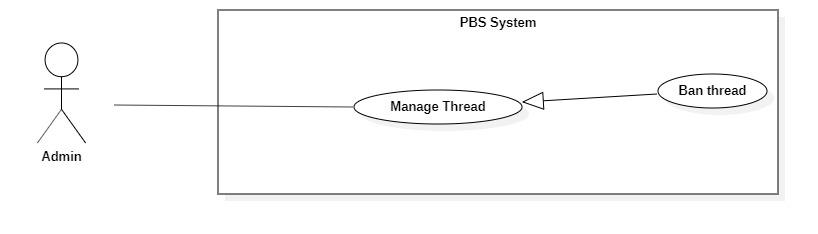 PBS System
Manage Thread
Ban thread
Admin